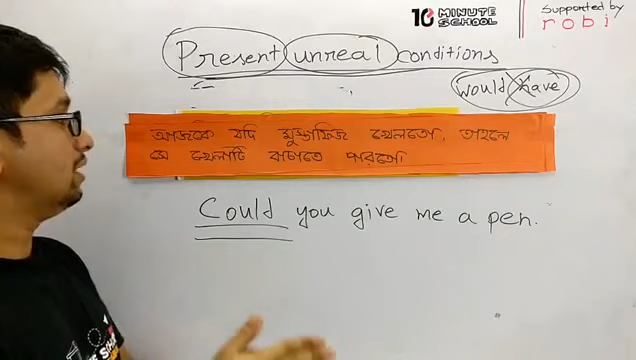 10 MINUTE SCHOOL
Supported by
robi
Present unreal conditions
would have
আজকে যদি মুস্তাফিজ খেলতো, তাহলে
সে খেলাটি বাচাতে পারতো।
Could you give me a pen.